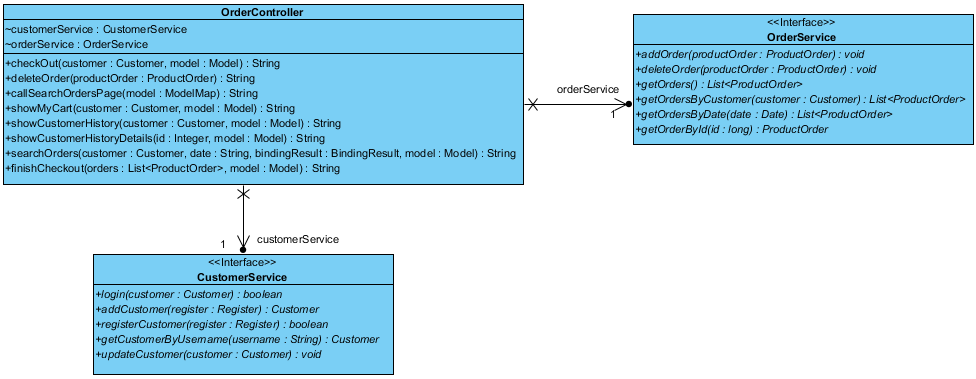 OrderController
~customerService : CustomerService
~orderService : OrderService
+checkOut(customer : Customer, model : Model) : String
+deleteOrder(productOrder : ProductOrder) : String
+callSearchOrdersPage(model : ModelMap) : String
+showMyCart(customer : Customer, model : Model) : String
+showCustomerHistory(customer : Customer, model : Model) : String
+showCustomerHistoryDetails(id : Integer, model : Model) : String
+searchOrders(customer : Customer, date : String, bindingResult : BindingResult, model : Model) : String
+finishCheckout(orders : List<ProductOrder>, model : Model) : String
orderService
1
<<Interface>>
OrderService
+addOrder(productOrder : ProductOrder) : void
+deleteOrder(productOrder : ProductOrder) : void
+getOrders() : List<ProductOrder>
+getOrdersByCustomer(customer : Customer) : List<ProductOrder>
+getOrdersByDate(date : Date) : List<ProductOrder>
+getOrderById(id : long) : ProductOrder
1
customerService
<<Interface>>
CustomerService
+login(customer : Customer) : boolean
+addCustomer(register : Register) : Customer
+registerCustomer(register : Register) : boolean
+getCustomerByUsername(username : String) : Customer
+updateCustomer(customer : Customer) : void